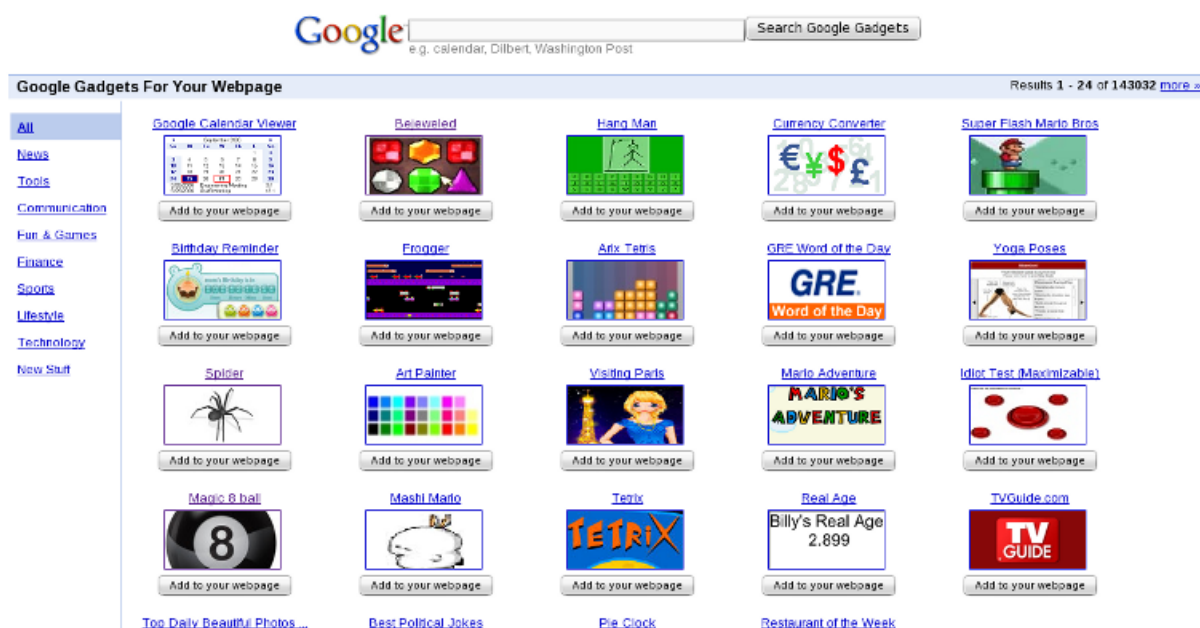 Google
Search Google Gadgets
e.g. calendar, Dilbert, Washington Post
Google Gadgets For Your Webpage
Results 1 - 24 of 143032 more »
All
News
Tools
Communication
Fun & Games
Finance
Sports
Lifestyle
Technology
New Stuff
Google Calendar Viewer
Bejeweled
Hang Man
Currency Converter
Super Flash Mario Bros
€ ¥ $ £
Add to your webpage
Add to your webpage
Add to your webpage
Add to your webpage
Add to your webpage
Birthday Reminder
Frogger
Arix Tetris
GRE Word of the Day
Yoga Poses
GRE.
Word of the Day
Add to your webpage
Add to your webpage
Add to your webpage
Add to your webpage
Add to your webpage
Spider
Art Painter
Visiting Paris
Mario Adventure
Idiot Test (Maximizable)
MARIO'S
ADVENTURE
Add to your webpage
Add to your webpage
Add to your webpage
Add to your webpage
Add to your webpage
Magic 8 ball
Mashi Mario
Tetrix
Real Age
TVGuide.com
8
TETRiX
Billy's Real Age
2.899
TV
GUIDE
Add to your webpage
Add to your webpage
Add to your webpage
Add to your webpage
Add to your webpage
Top Daily Beautiful Photos ...
Best Political Jokes
Pie Clock
Restaurant of the Week